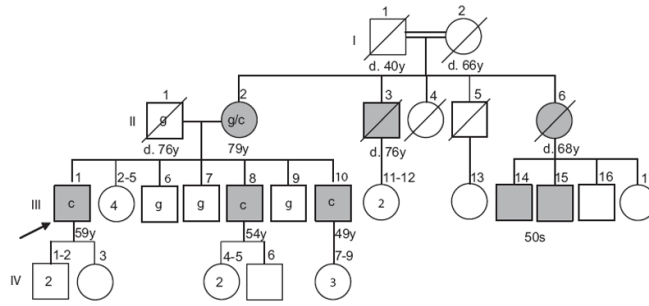 1 2
I
d. 40y d. 66y
1 2 3 4 5 6
II g g/c
d. 76y 79y d. 76y d. 68y
1 2-5 6 7 8 9 10 11-12 13 14 15 16 1
III c 4 g g c g c 2
59y 54y 49y 50s
1-2 3 4-5 6 7-9
IV 2 2 3